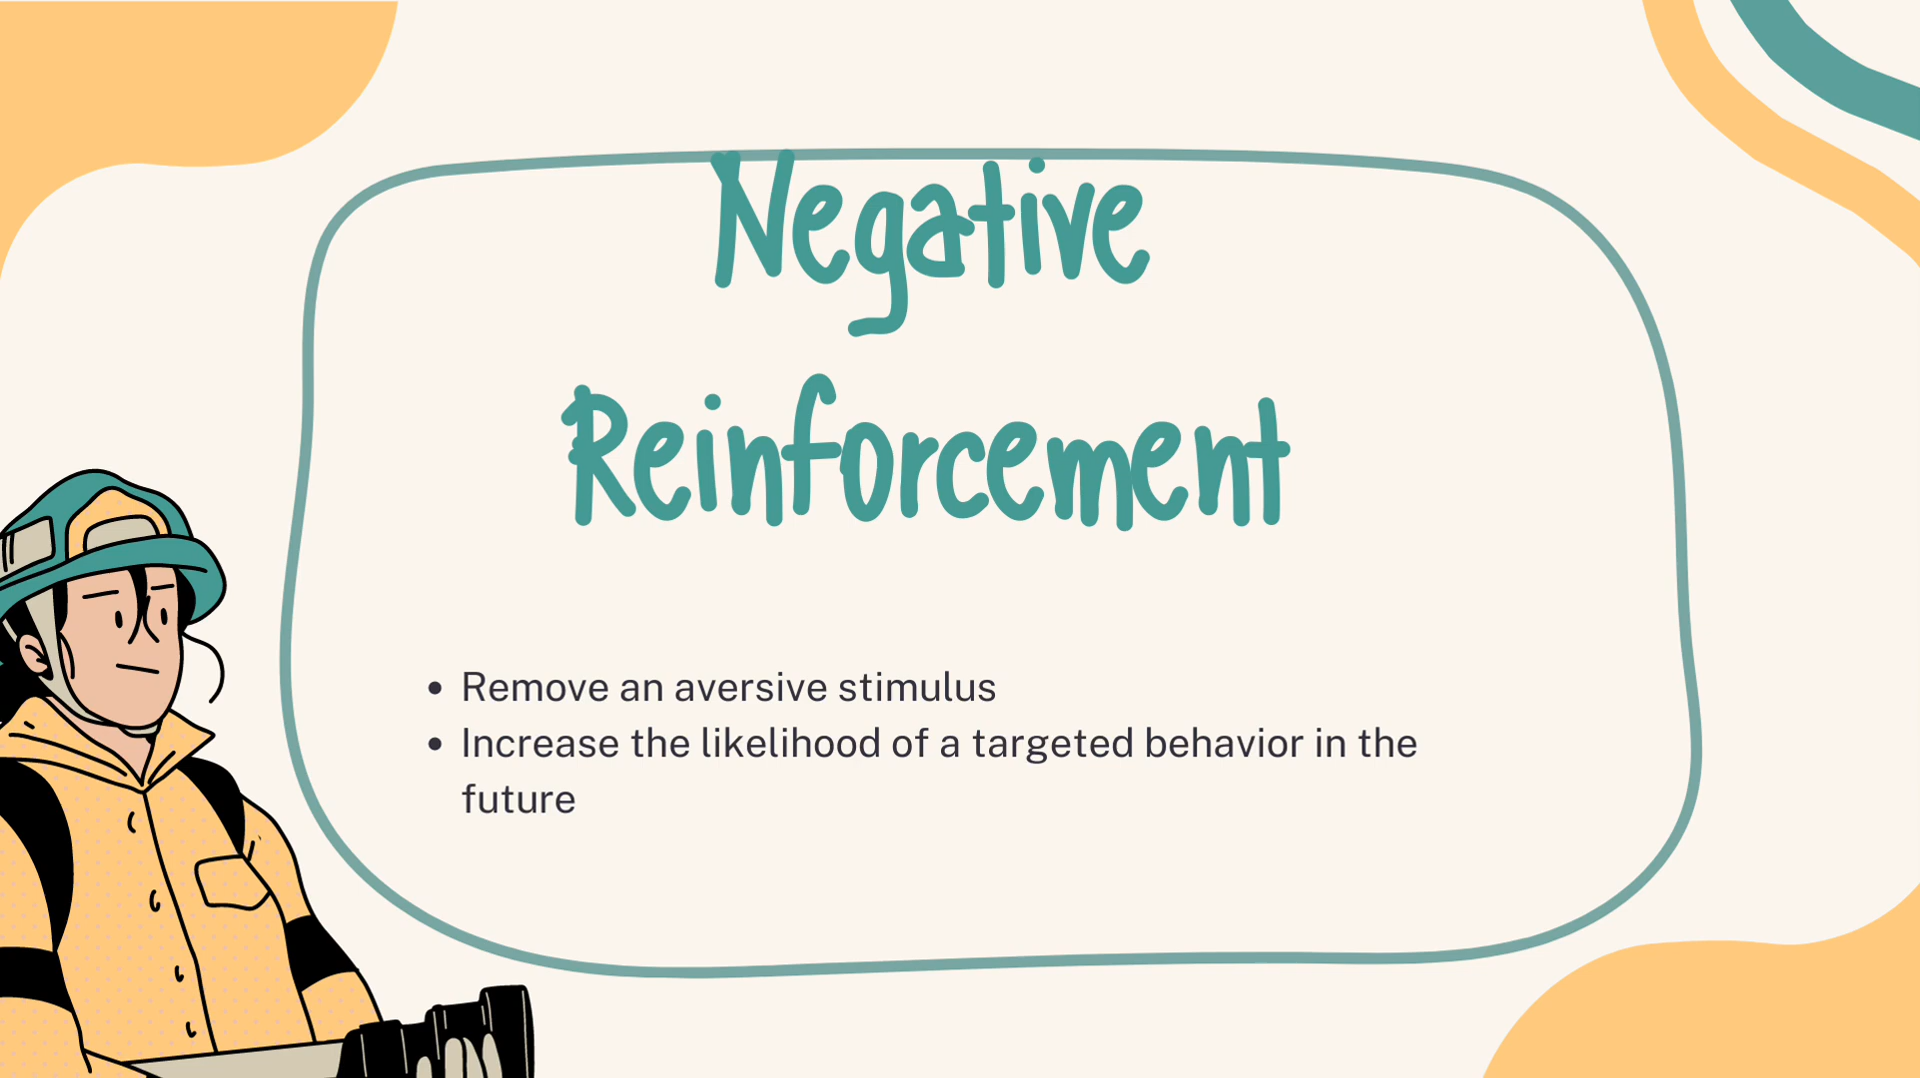 Negative
Reinforcement
• Remove an aversive stimulus
• Increase the likelihood of a targeted behavior in the
future